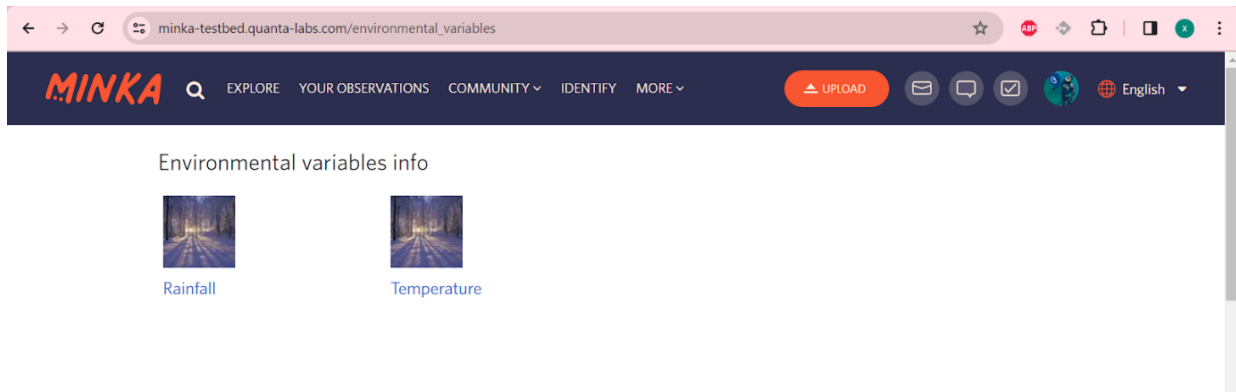 minka-testbed.quanta-labs.com/environmental_variables
ABP
X
MINKA EXPLORE YOUR OBSERVATIONS COMMUNITY IDENTIFY MORE UPLOAD English
Environmental variables info
Rainfall Temperature